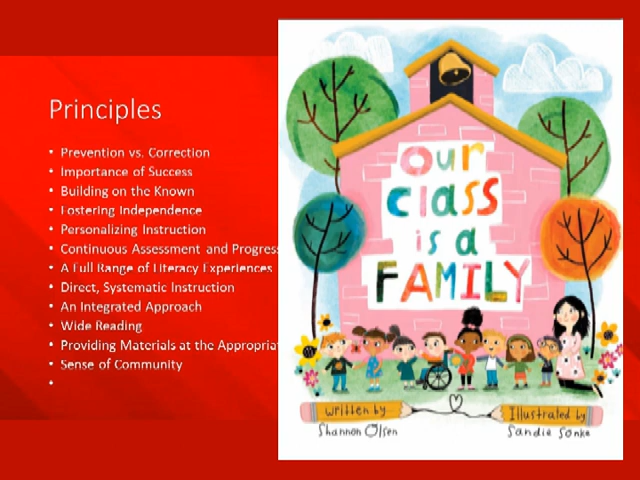 Principles
• Prevention vs. Correction
• Importance of Success
• Building on the Known
• Fostering Independence
• Personalizing Instruction
• Continuous Assessment and Progress
• A Full Range of Literacy Experiences
• Direct, Systematic Instruction
• An Integrated Approach
• Wide Reading
• Providing Materials at the
• Sense of Community
•
our
class
is a
FAMILY
written by
Shannon Olsen
Illustrated by
Sandie Sonke